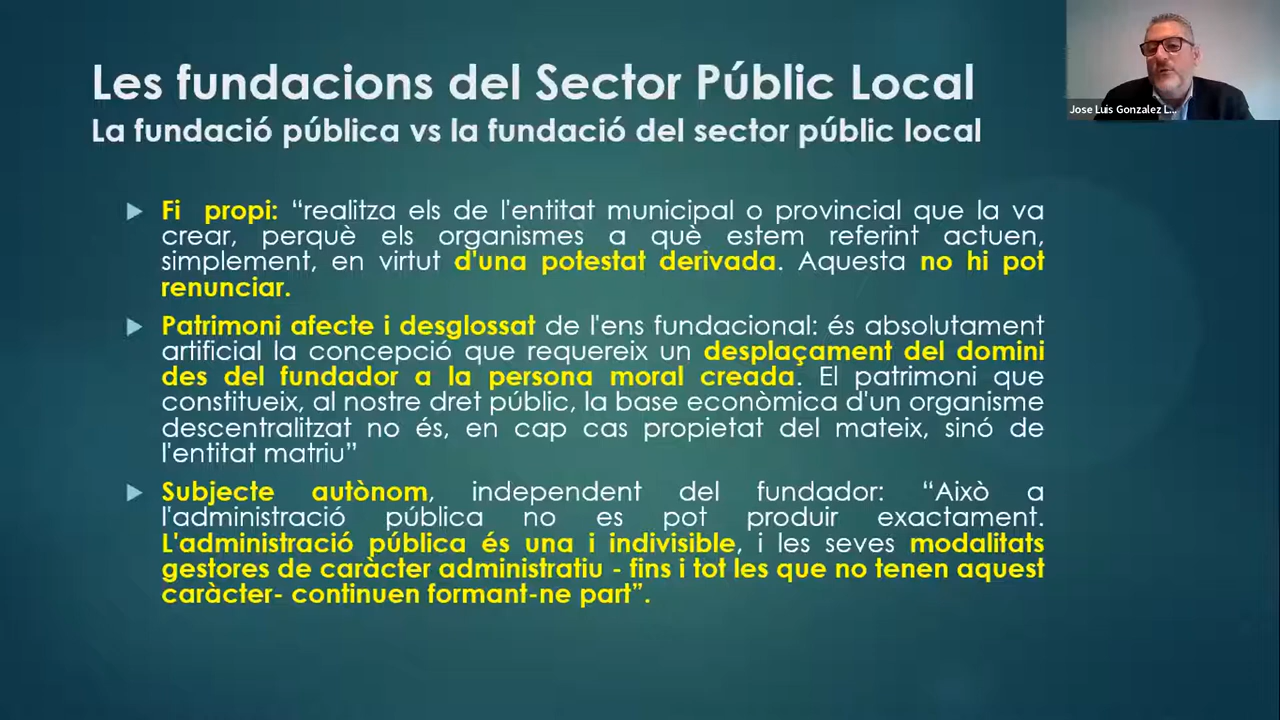 Les fundacions del Sector Públic Local
La fundació pública vs la fundació del sector públic local
Jose Luis Gonzalez L...
Fi propi: “realitza els de l'entitat municipal o provincial que la va
crear, perquè els organismes a què estem referint actuen,
simplement, en virtut d'una potestat derivada. Aquesta no hi pot
renunciar.
Patrimoni afecte i desglossat de l'ens fundacional: és absolutament
artificial la concepció que requereix un desplaçament del domini
des del fundador a la persona moral creada. El patrimoni que
constitueix, al nostre dret públic, la base econòmica d'un organisme
descentralitzat no és, en cap cas propietat del mateix, sinó de
l'entitat matriu”
Subjecte autònom, independent del fundador: “Això a
l'administració pública no es pot produir exactament.
L'administració pública és una i indivisible, i les seves modalitats
gestores de caràcter administratiu - fins i tot les que no tenen aquest
caràcter- continuen formant-ne part”.